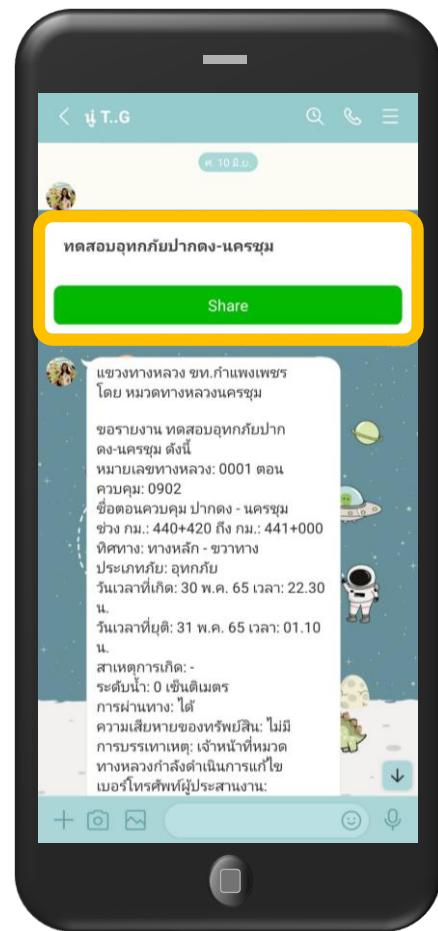 นู๋ T..G
ศ. 10 มิ.ย.
ทดสอบอุทกภัยปากดง-นครชุม
Share
แขวงทางหลวง ขท.กำแพงเพชร
โดย หมวดทางหลวงนครชุม
ขอรายงาน ทดสอบอุทกภัยปาก
ดง-นครชุม ดังนี้
หมายเลขทางหลวง: 0001 ตอน
ควบคุม: 0902
ชื่อตอนควบคุม ปากดง - นครชุม
ช่วง กม.: 440+420 ถึง กม.: 441+000
ทิศทาง: ทางหลัก - ขวาทาง
ประเภทภัย: อุทกภัย
วันเวลาที่เกิด: 30 พ.ค. 65 เวลา: 22.30
น.
วันเวลาที่ยุติ: 31 พ.ค. 65 เวลา: 01.10
น.
สาเหตุการเกิด: -
ระดับน้ำ: 0 เซ็นติเมตร
การผ่านทาง: ได้
ความเสียหายของทรัพย์สิน: ไม่มี
การบรรเทาเหตุ: เจ้าหน้าที่หมวด
ทางหลวงกำลังดำเนินการแก้ไข
เบอร์โทรศัพท์ผู้ประสานงาน: